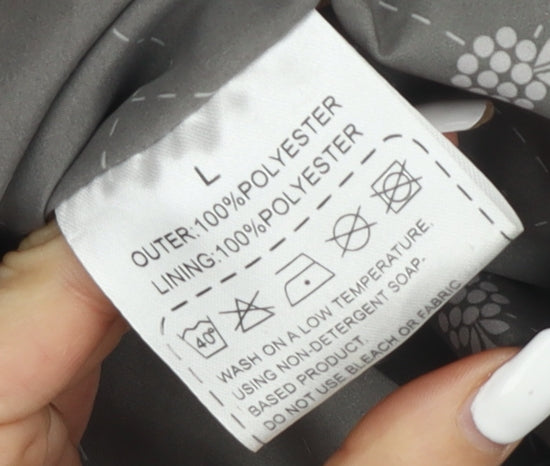 L
OUTER:100%POLYESTER
LINING:100%POLYESTER
40°
WASH ON A LOW TEMPERATURE.
USING NON-DETERGENT SOAP-
BASED PRODUCT.
DO NOT USE BLEACH OR FABRIC